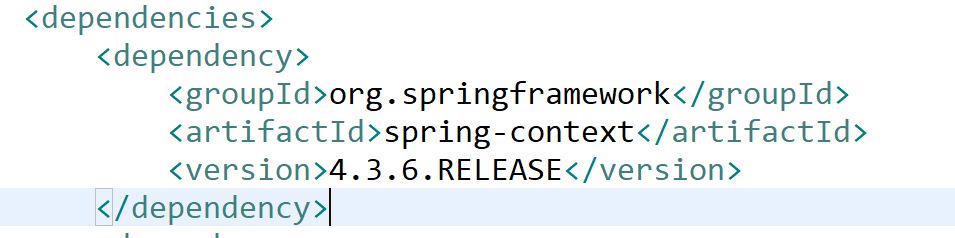 <dependencies>
<dependency>
<groupId>org.springframework</groupId>
<artifactId>spring-context</artifactId>
<version>4.3.6.RELEASE</version>
</dependency>